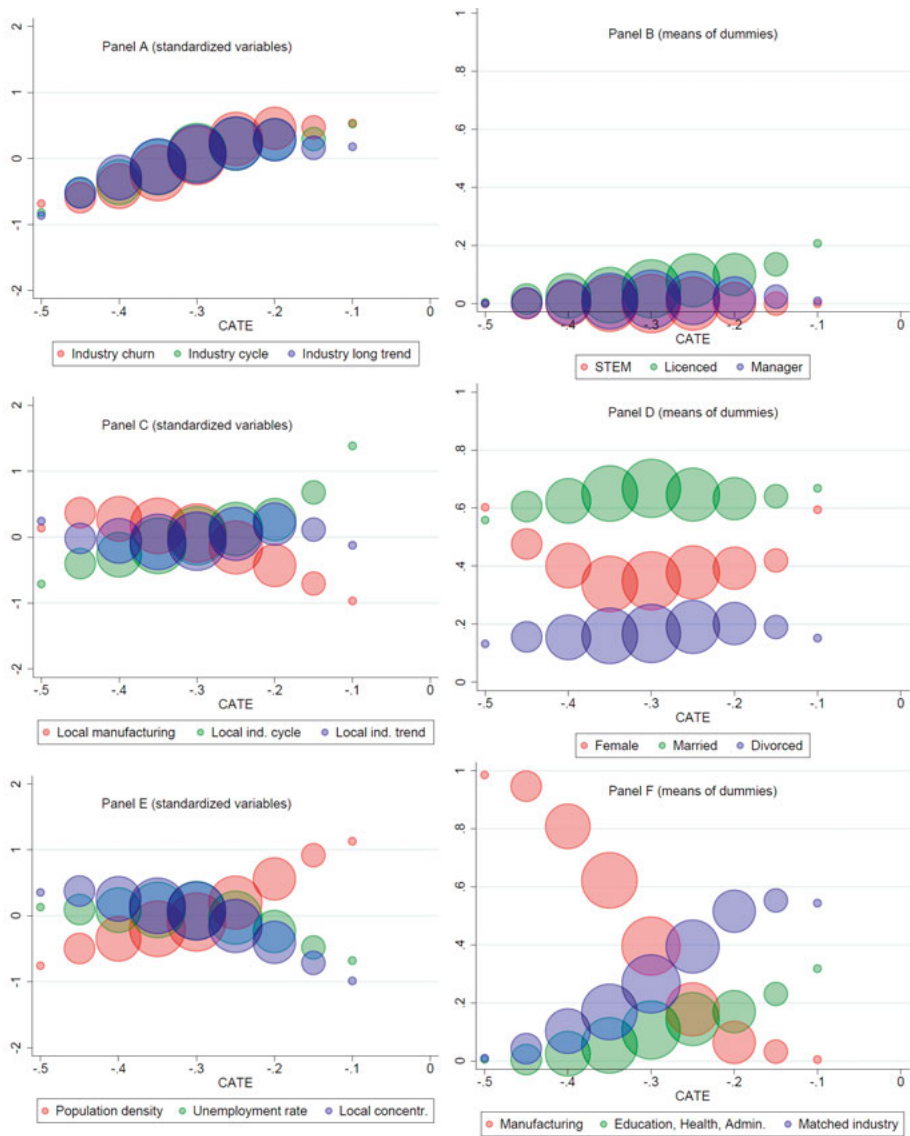 Panel A (standardized variables)
2
1
0
-1
-2
-.5 -.4 -.3 -.2 -.1 0
CATE
Industry churn Industry cycle Industry long trend
Panel B (means of dummies)
1
.8
.6
.4
.2
0
-.5 -.4 -.3 -.2 -.1 0
CATE
STEM Licenced Manager
Panel C (standardized variables)
2
1
0
-1
-2
-.5 -.4 -.3 -.2 -.1 0
CATE
Local manufacturing Local ind. cycle Local ind. trend
Panel D (means of dummies)
1
.8
.6
.4
.2
0
-.5 -.4 -.3 -.2 -.1 0
CATE
Female Married Divorced
Panel E (standardized variables)
2
1
0
-1
-2
-.5 -.4 -.3 -.2 -.1 0
CATE
Population density Unemployment rate Local concentr.
Panel F (means of dummies)
1
.8
.6
.4
.2
0
-.5 -.4 -.3 -.2 -.1 0
CATE
Manufacturing Education, Health, Admin. Matched industry